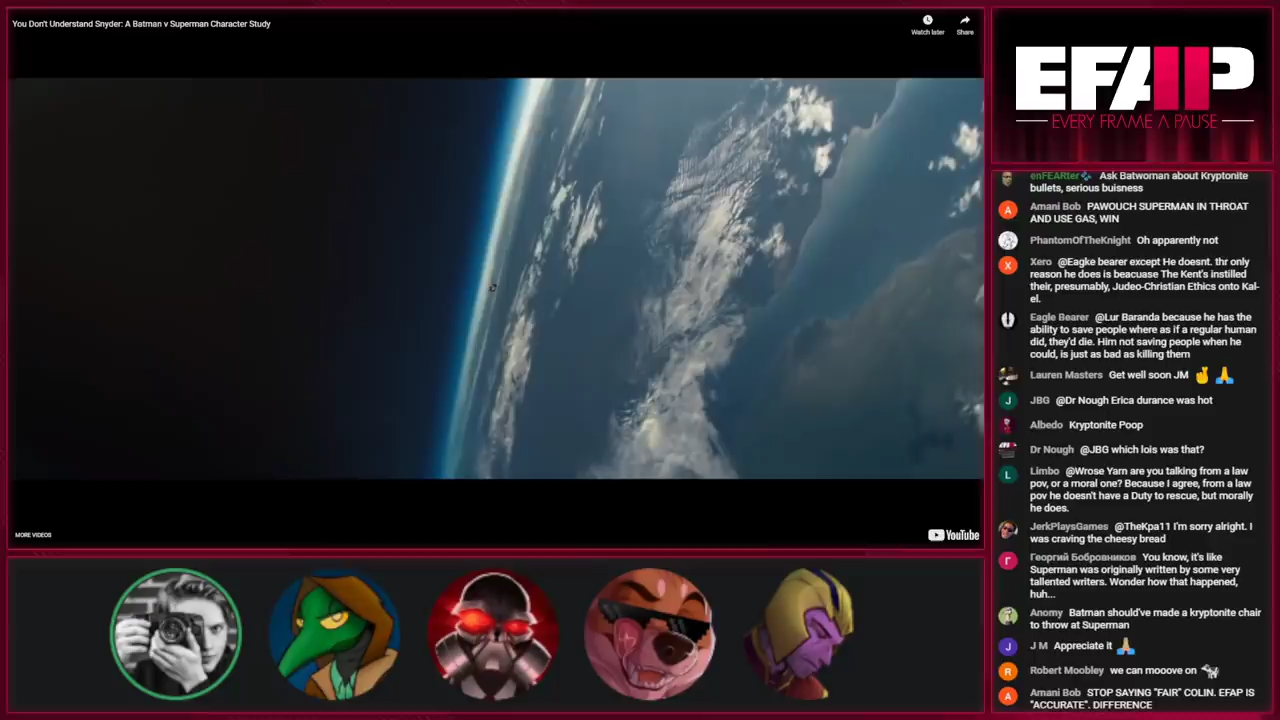 You Don't Understand Snyder: A Batman v Superman Character Study
Watch later
Share
MORE VIDEOS
YouTube
EFAP
EVERY FRAME A PAUSE
enFEARter Ask Batwoman about Kryptonite
bullets, serious buisness
Amani Bob PAWOUCH SUPERMAN IN THROAT
AND USE GAS, WIN
PhantomOfTheKnight Oh apparently not
Xero @Eagke bearer except He doesnt. thr only
reason he does is beacuase The Kent's instilled
their, presumably, Judeo-Christian Ethics onto Kal-
el.
Eagle Bearer @Lur Baranda because he has the
ability to save people where as if a regular human
did, they'd die. Him not saving people when he
could, is just as bad as killing them
Lauren Masters Get well soon JM
JBG @Dr Nough Erica durance was hot
Albedo Kryptonite Poop
Dr Nough @JBG which lois was that?
Limbo @Wrose Yarn are you talking from a law
pov, or a moral one? Because I agree, from a law
pov he doesn't have a Duty to rescue, but morally
he does.
JerkPlaysGames @TheKpa11 I'm sorry alright. I
was craving the cheesy bread
Георгий Бобровников You know, it's like
Superman was originally written by some very
tallented writers. Wonder how that happened,
huh...
Anomy Batman should've made a kryptonite chair
to throw at Superman
J M Appreciate it
Robert Moobley we can mooove on
Amani Bob STOP SAYING "FAIR" COLIN. EFAP IS
"ACCURATE". DIFFERENCE